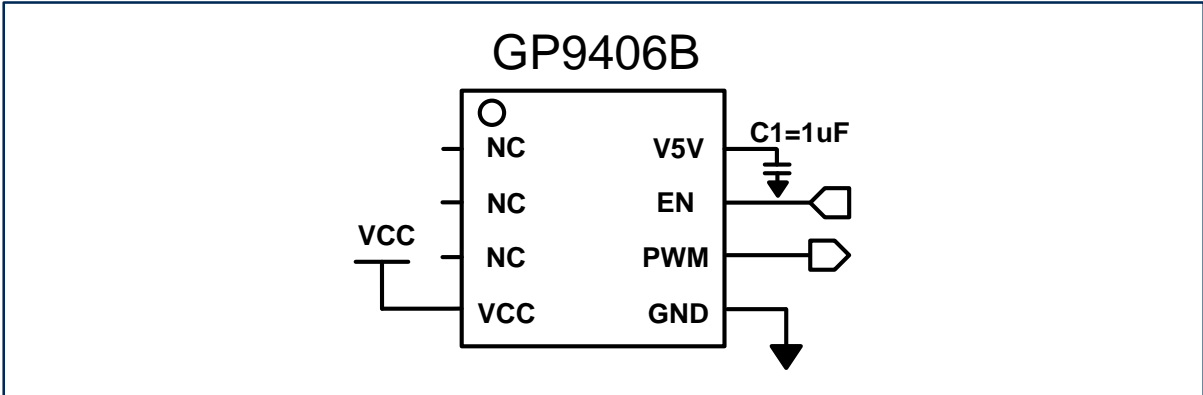 GP9406B
C1=1uF
NC V5V
NC EN
VCC
NC PWM
VCC GND